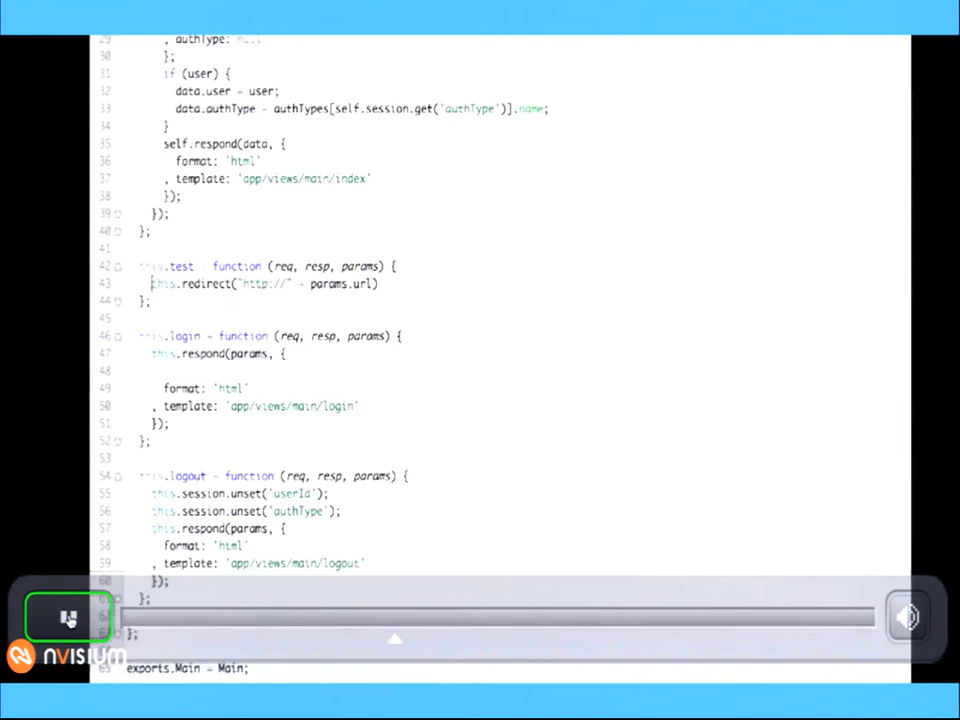 29 , authType: null
30 };
31 if (user) {
32 data.user = user;
33 data.authType = authTypes[self.session.get('authType')].name;
34 }
35 self.respond(data, {
36 format: 'html'
37 , template: 'app/views/main/index'
38 });
39 });
40 };
41
42 this.test = function (req, resp, params) {
43 this.redirect("http://" + params.url)
44 };
45
46 this.login = function (req, resp, params) {
47 this.respond(params, {
48
49 format: 'html'
50 , template: 'app/views/main/login'
51 });
52 };
53
54 this.logout = function (req, resp, params) {
55 this.session.unset('userId');
56 this.session.unset('authType');
57 this.respond(params, {
58 format: 'html'
59 , template: 'app/views/main/logout'
60 });
61 };
62
63 };
nVISIUM
65 exports.Main = Main;